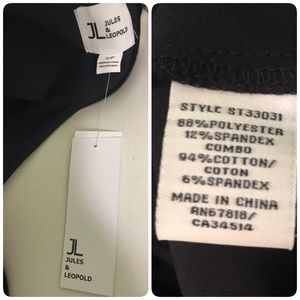 JL
JULES
&
LEOPOLD
JL
JULES
&
LEOPOLD
STYLE ST33031
88%POLYESTER
12%SPANDEX
COMBO
94%COTTON/
COTON
6%SPANDEX
MADE IN CHINA
RN67818/
CA34514